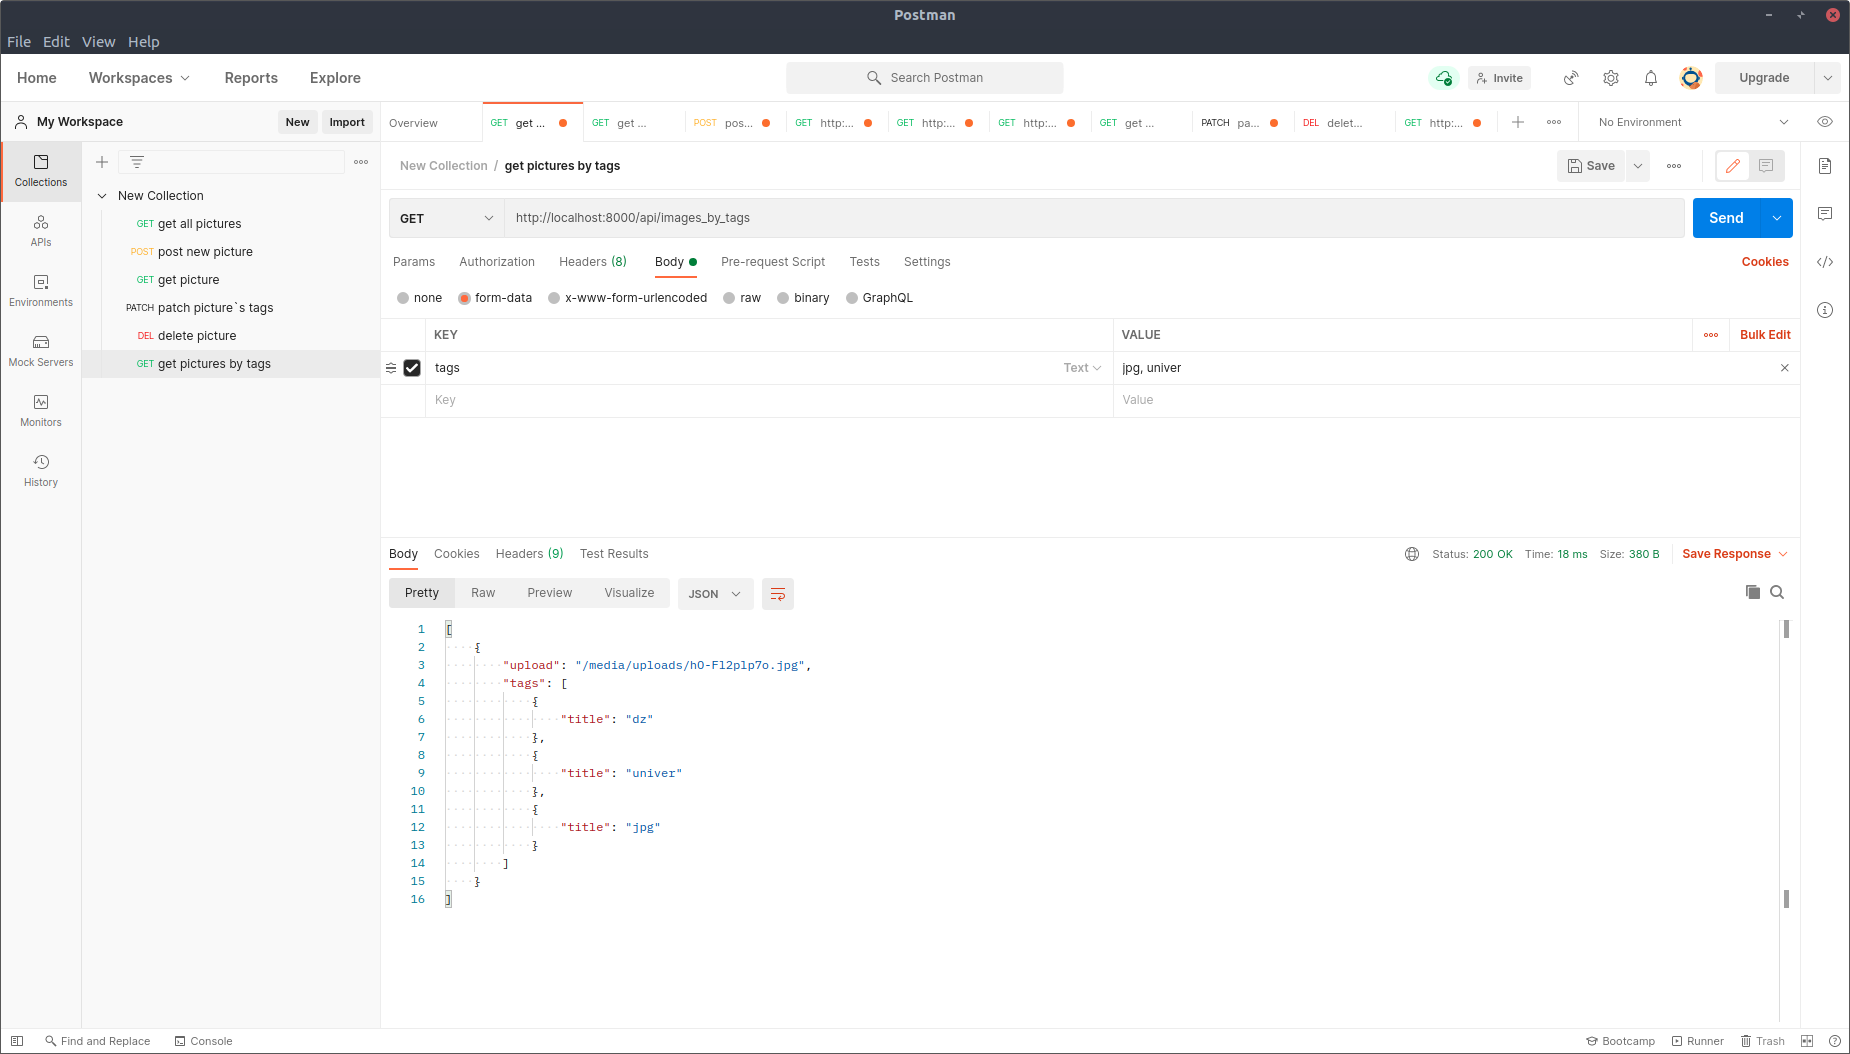 Postman
File Edit View Help
Home Workspaces Reports Explore Search Postman Invite Upgrade
My Workspace New Import
Overview GET get ... GET get ... POST pos... GET http:... GET http:... GET http:... GET get ... PATCH pa... DEL delet... GET http:... No Environment
Collections
APIs
Environments
Mock Servers
Monitors
History
New Collection
GET get all pictures
POST post new picture
GET get picture
PATCH patch picture`s tags
DEL delete picture
GET get pictures by tags
New Collection / get pictures by tags Save
GET http://localhost:8000/api/images_by_tags Send
Params Authorization Headers (8) Body Pre-request Script Tests Settings Cookies
none form-data x-www-form-urlencoded raw binary GraphQL
KEY VALUE Bulk Edit
tags Text jpg, univer
Key Value
Body Cookies Headers (9) Test Results Status: 200 OK Time: 18 ms Size: 380 B Save Response
Pretty Raw Preview Visualize JSON
1 [
2 {
3 "upload": "/media/uploads/hO-Fl2plp7o.jpg",
4 "tags": [
5 {
6 "title": "dz"
7 },
8 {
9 "title": "univer"
10 },
11 {
12 "title": "jpg"
13 }
14 ]
15 }
16 ]
Find and Replace Console Bootcamp Runner Trash